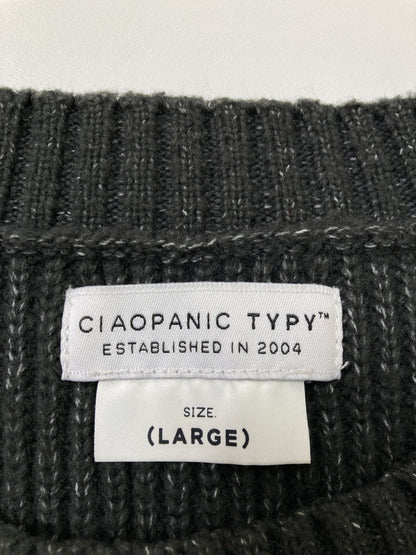 CIAOPANIC TYPY™
ESTABLISHED IN 2004
SIZE.
(LARGE)